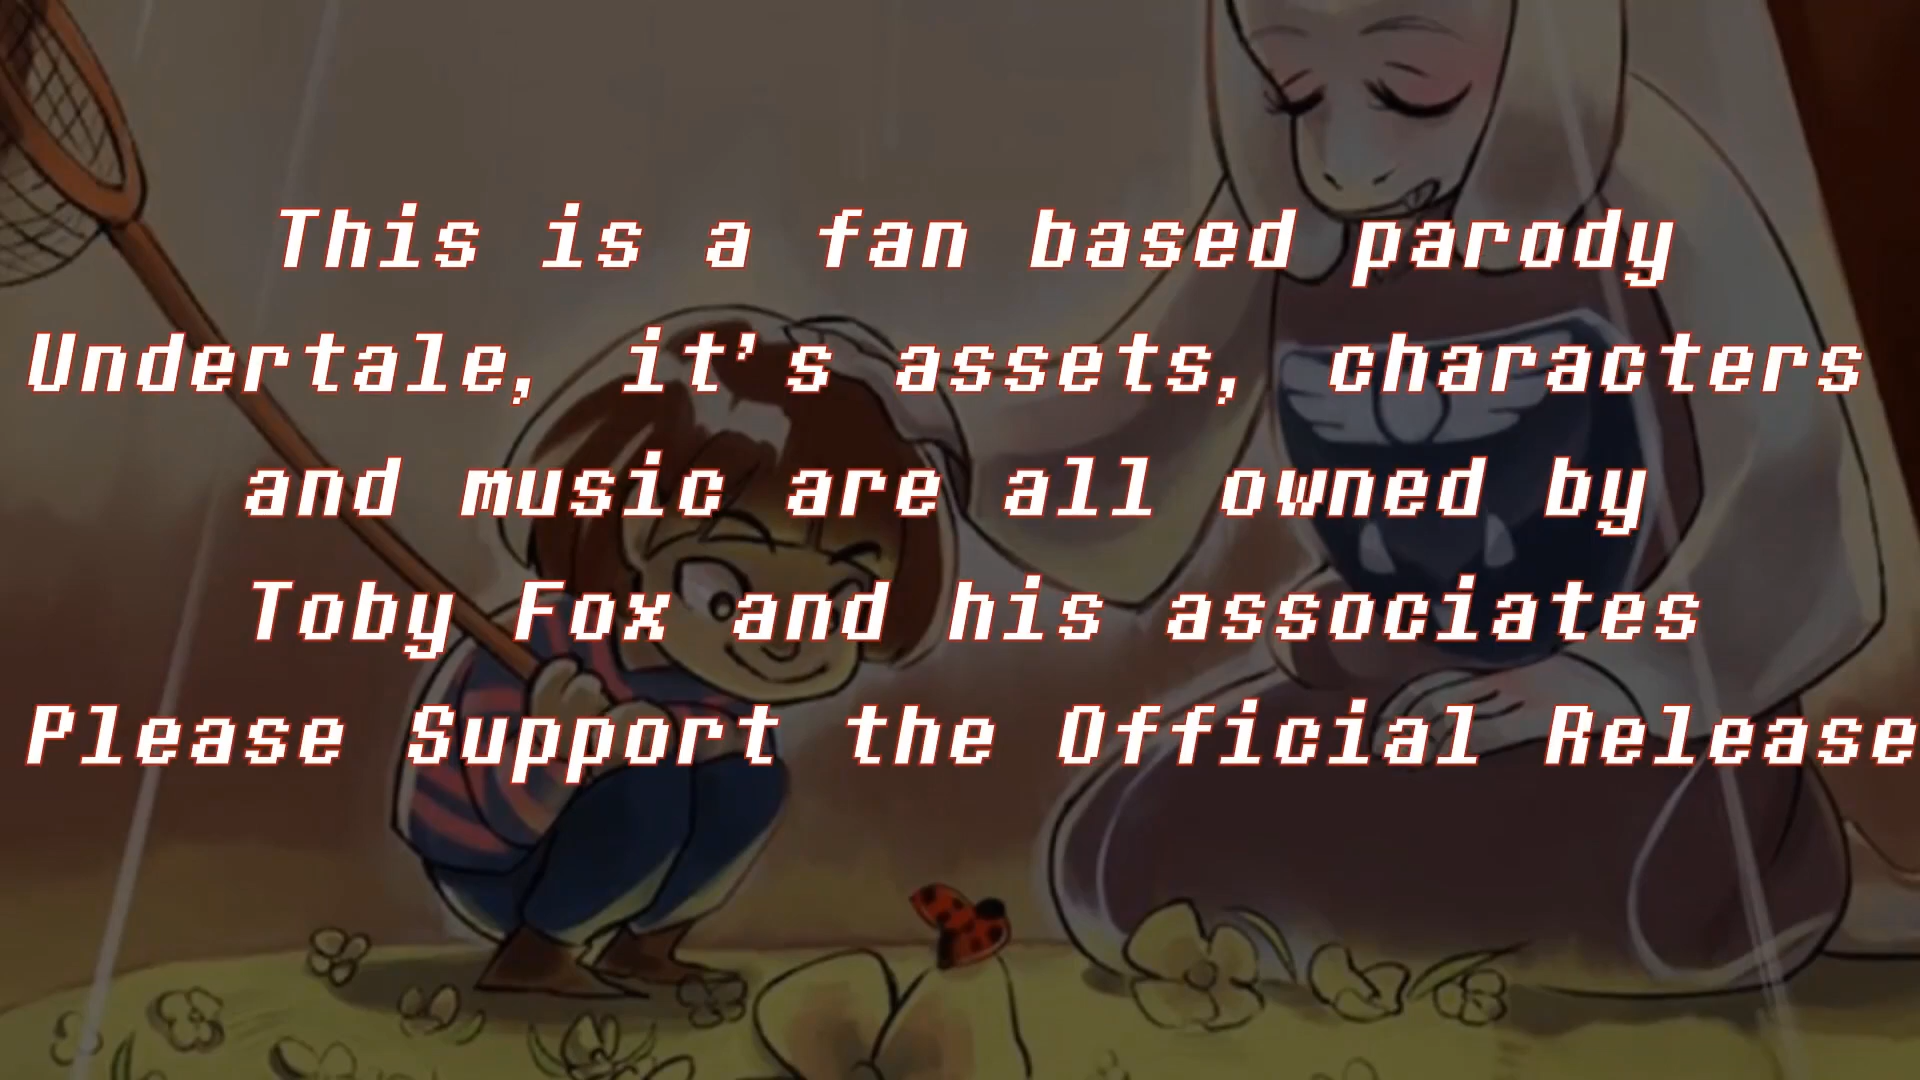 This is a fan based parody
Undertale, it's assets, characters
and music are all owned by
Toby Fox and his associates
Please Support the Official Release